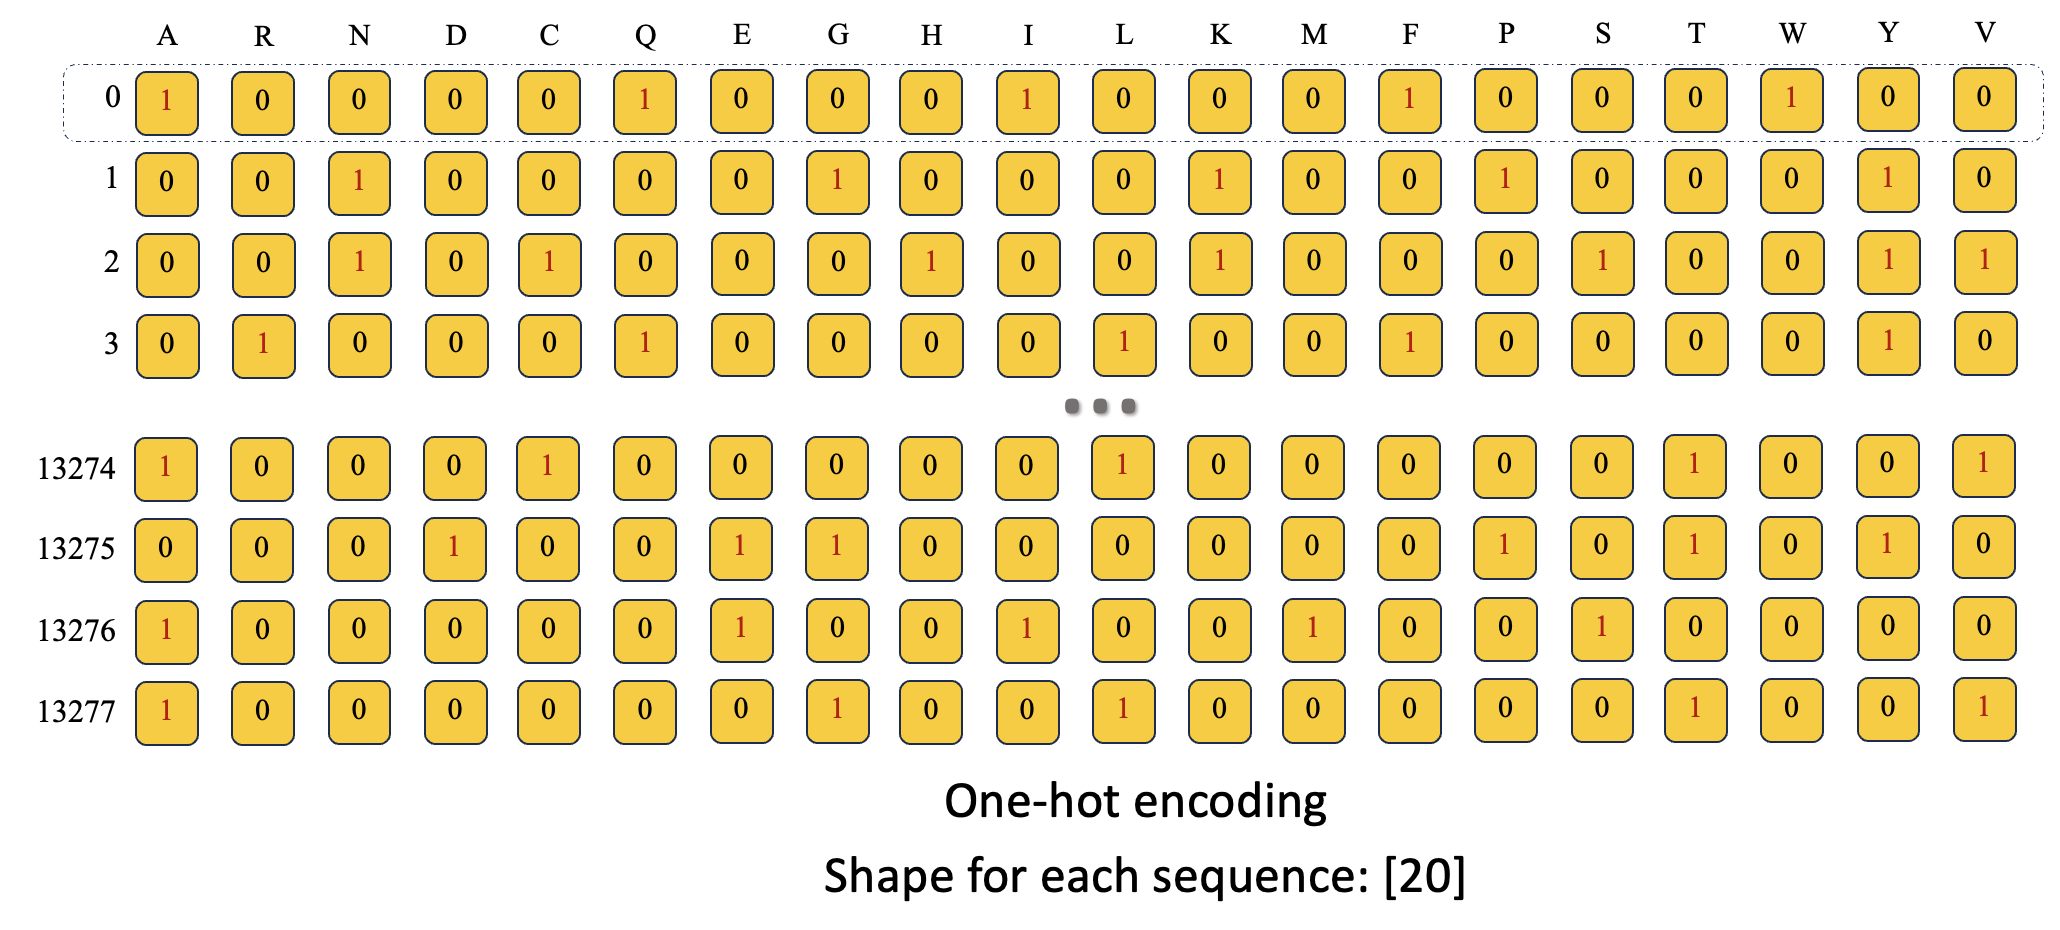 A R N D C Q E G H I L K M F P S T W Y V
0 1 0 0 0 0 1 0 0 0 1 0 0 0 1 0 0 0 1 0 0
1 0 0 1 0 0 0 0 1 0 0 0 1 0 0 1 0 0 0 1 0
2 0 0 1 0 1 0 0 0 1 0 0 1 0 0 0 1 0 0 1 1
3 0 1 0 0 0 1 0 0 0 0 1 0 0 1 0 0 0 0 1 0
...
13274 1 0 0 0 1 0 0 0 0 0 1 0 0 0 0 0 1 0 0 1
13275 0 0 0 1 0 0 1 1 0 0 0 0 0 0 1 0 1 0 1 0
13276 1 0 0 0 0 0 1 0 0 1 0 0 1 0 0 1 0 0 0 0
13277 1 0 0 0 0 0 0 1 0 0 1 0 0 0 0 0 1 0 0 1
One-hot encoding
Shape for each sequence: [20]